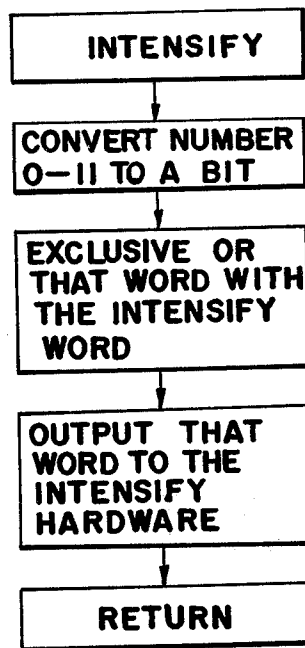 INTENSIFY
CONVERT NUMBER
0-11 TO A BIT
EXCLUSIVE OR
THAT WORD WITH
THE INTENSIFY
WORD
OUTPUT THAT
WORD TO THE
INTENSIFY
HARDWARE
RETURN